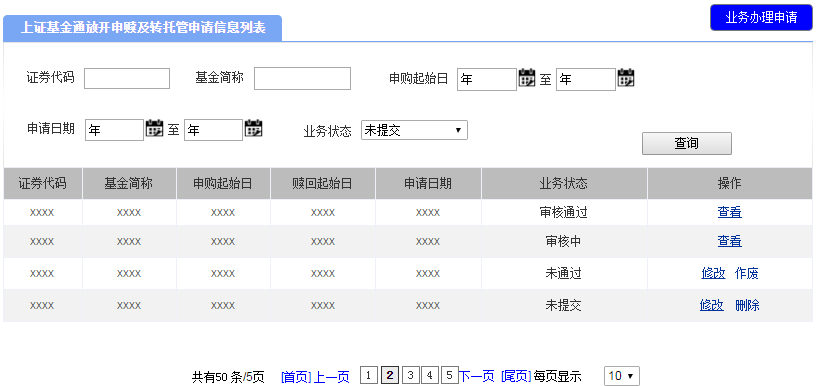 业务办理申请
上证基金通放开申赎及转托管申请信息列表
证券代码 基金简称 申购起始日 年 至 年
申请日期 年 至 年 业务状态 未提交
查询
证券代码 基金简称 申购起始日 赎回起始日 申请日期 业务状态 操作
xxxx xxxx xxxx xxxx xxxx 审核通过 查看
xxxx xxxx xxxx xxxx xxxx 审核中 查看
xxxx xxxx xxxx xxxx xxxx 未通过 修改 作废
xxxx xxxx xxxx xxxx xxxx 未提交 修改 删除
共有50 条/5页 [首页] 上一页 1 2 3 4 5 下一页 [尾页] 每页显示 10